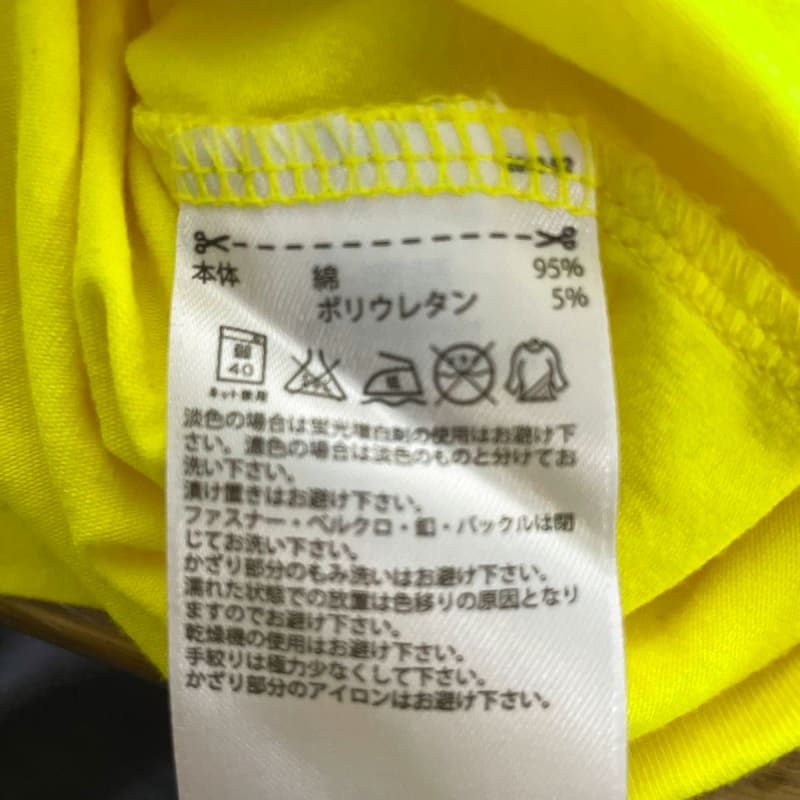 本体 綿 95%
ポリウレタン 5%
弱
40
ネット使用
淡色の場合は蛍光増白剤の使用はお避け下
さい。濃色の場合は淡色のものと分けてお
洗い下さい。
漬け置きはお避け下さい。
ファスナー・ベルクロ・釦・バックルは閉
じてお洗い下さい。
かざり部分のもみ洗いはお避け下さい。
濡れた状態での放置は色移りの原因となり
ますのでお避け下さい。
乾燥機の使用はお避け下さい。
手絞りは極力少なくして下さい。
かざり部分のアイロンはお避け下さい。